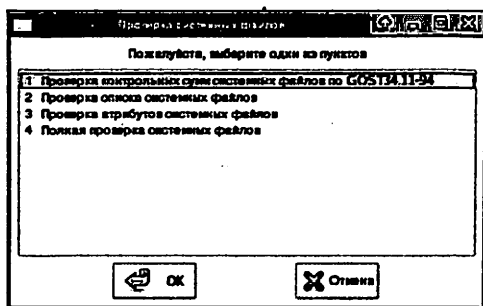 Проверка системных файлов
Пожалуйста, выберите один из пунктов
1 Проверка контрольных сумм системных файлов по GOST34.11-94
2 Проверка списка системных файлов
3 Проверка атрибутов системных файлов
4 Полная проверка системных файлов
OK
Отмена